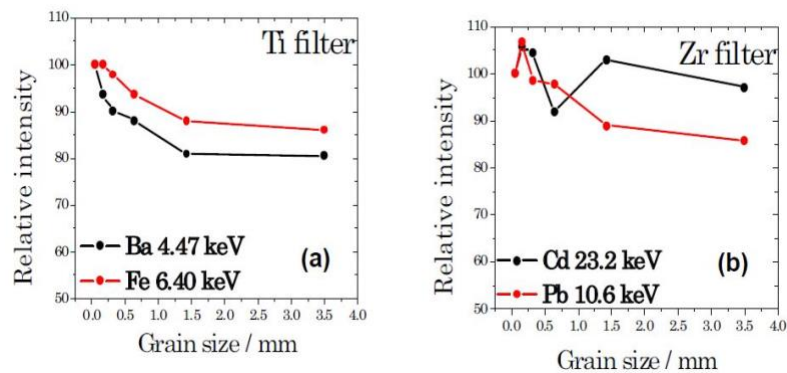 Ti filter
110
100
90
80
70
60
50
Relative intensity
Ba 4.47 keV
Fe 6.40 keV
(a)
0.0 0.5 1.0 1.5 2.0 2.5 3.0 3.5 4.0
Grain size / mm
Zr filter
110
100
90
80
70
60
50
Relative intensity
Cd 23.2 keV
Pb 10.6 keV
(b)
0.0 0.5 1.0 1.5 2.0 2.5 3.0 3.5 4.0
Grain size / mm